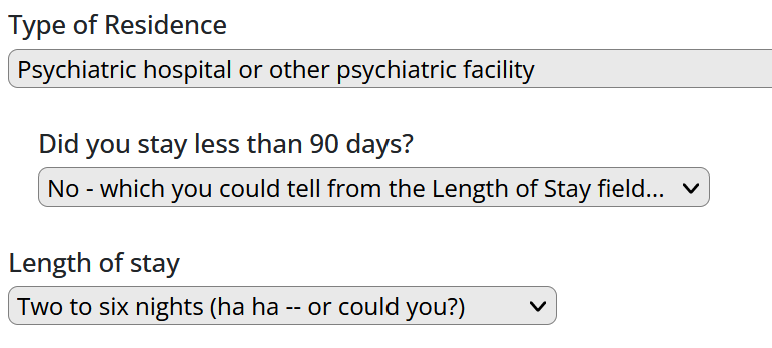 Type of Residence
Psychiatric hospital or other psychiatric facility
Did you stay less than 90 days?
No - which you could tell from the Length of Stay field...
Length of stay
Two to six nights (ha ha -- or could you?)